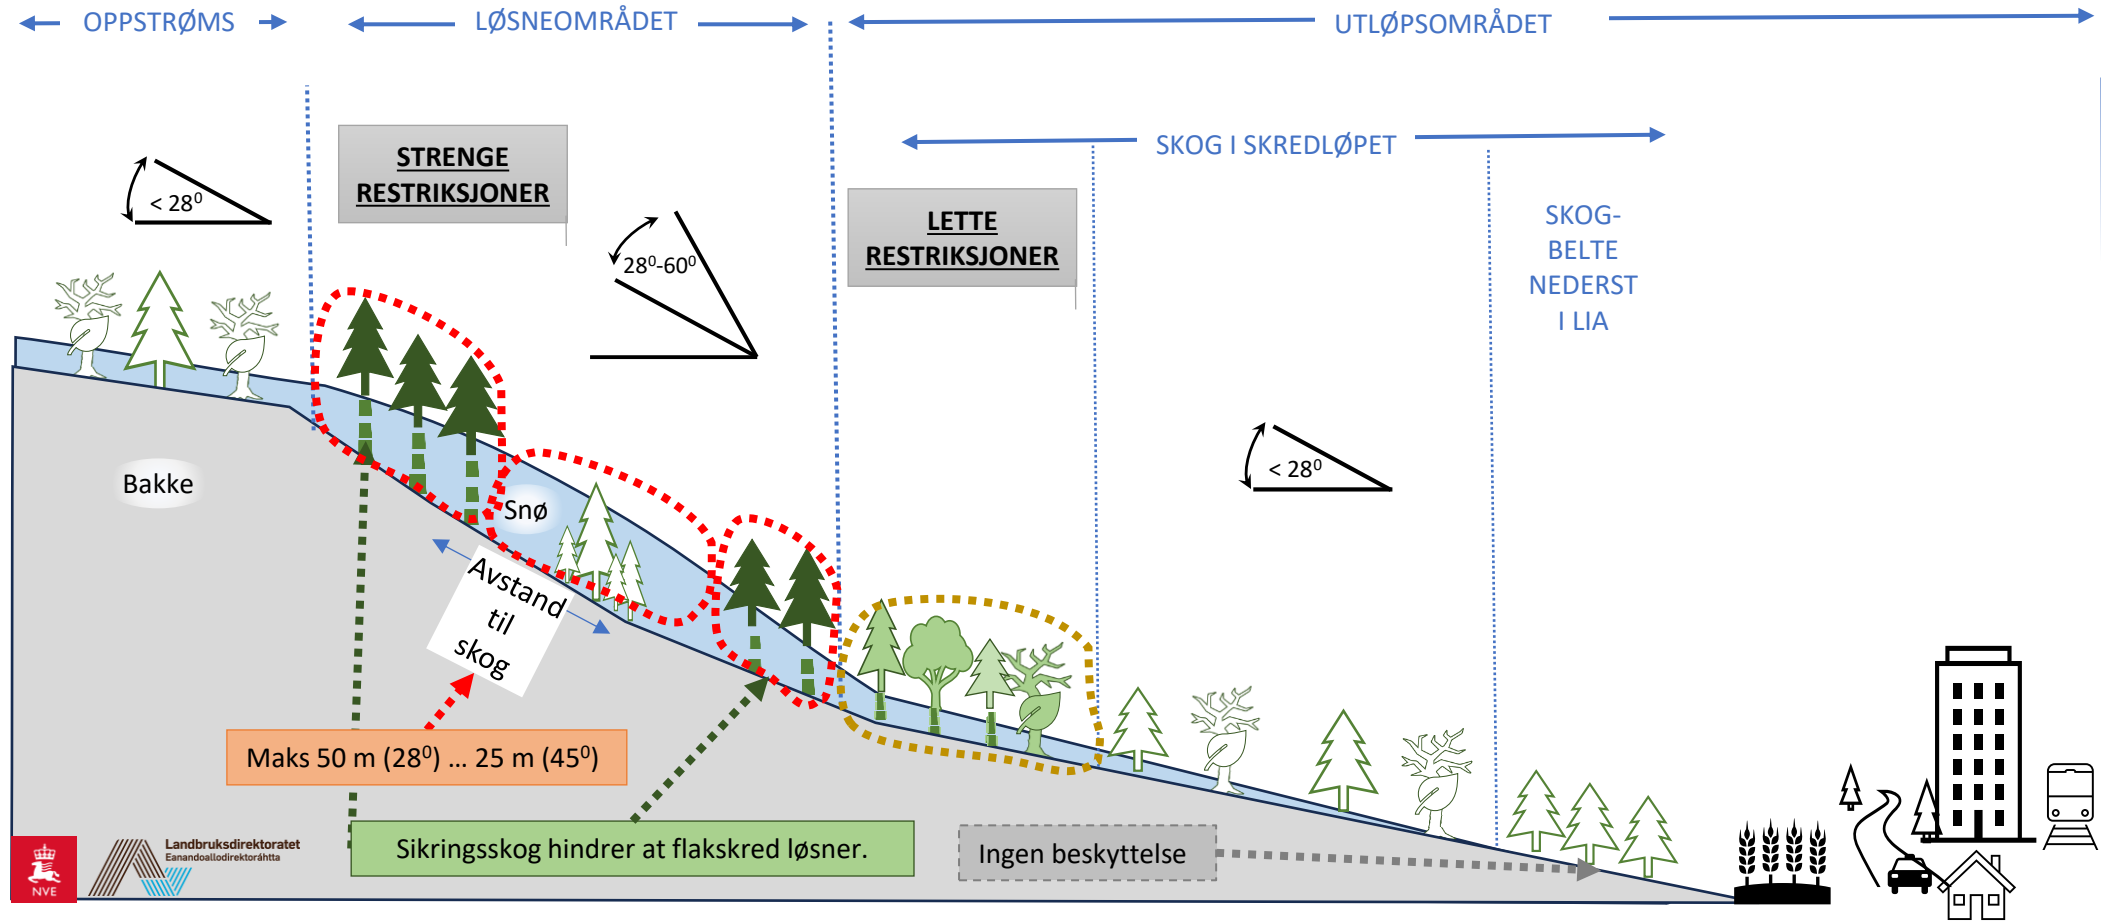 OPPSTRØMS
LØSNEOMRÅDET
UTLØPSOMRÅDET
STRENGE
RESTRIKSJONER
SKOG I SKREDLØPET
< 28⁰
LETTE
RESTRIKSJONER
28⁰-60⁰
SKOG-
BELTE
NEDERST
I LIA
< 28⁰
Bakke
Snø
Avstand
til
skog
Maks 50 m (28⁰) ... 25 m (45⁰)
Sikringsskog hindrer at flakskred løsner.
Ingen beskyttelse
NVE
Landbruksdirektoratet
Eanandoallodirektoráhtta